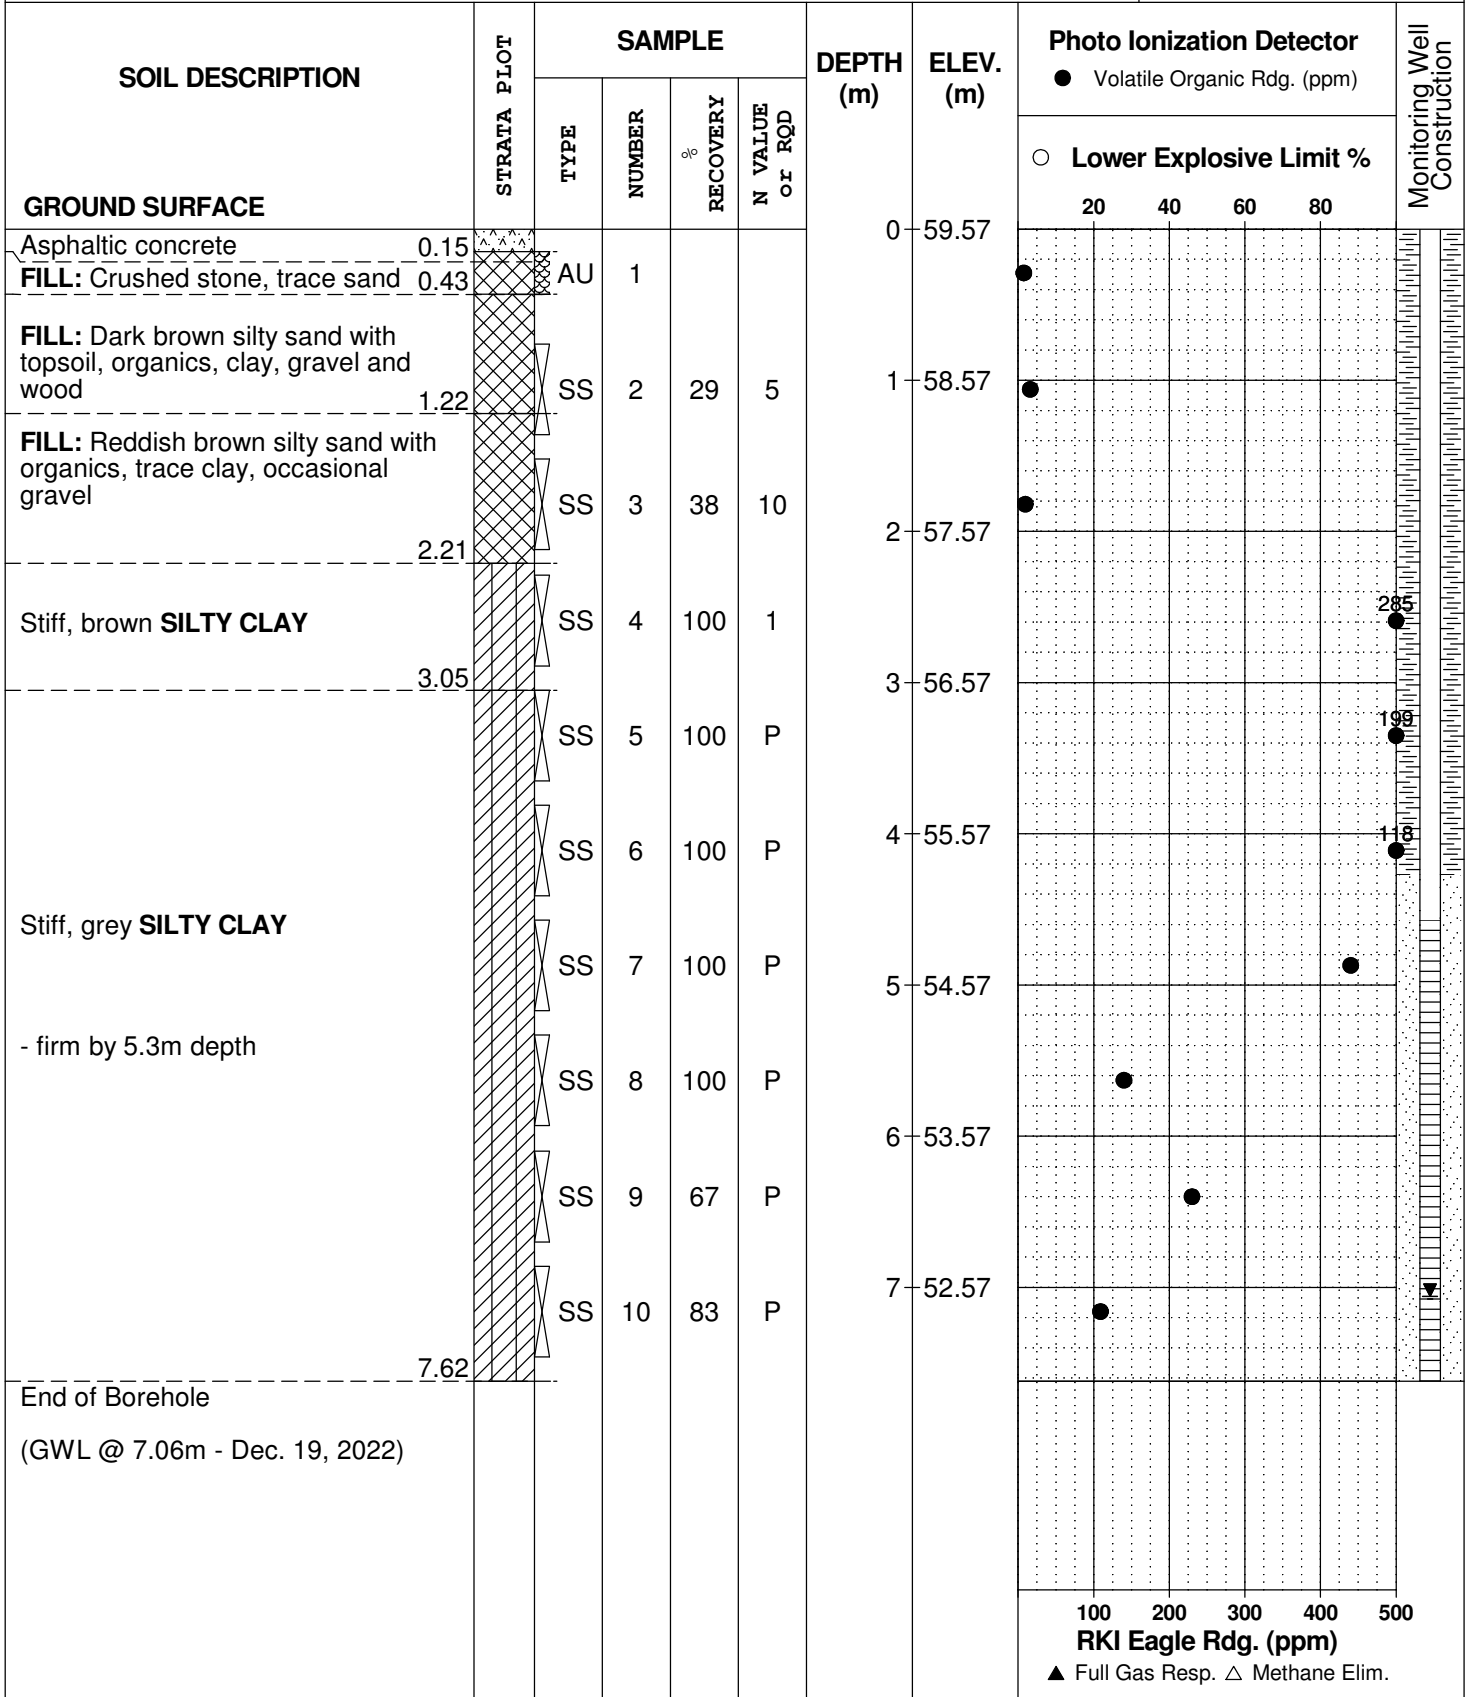 SOIL DESCRIPTION
GROUND SURFACE
STRATA PLOT
SAMPLE
TYPE
NUMBER
%
RECOVERY
N VALUE
or RQD
DEPTH
(m)
ELEV.
(m)
Photo Ionization Detector
● Volatile Organic Rdg. (ppm)
○ Lower Explosive Limit %
20 40 60 80
Monitoring Well
Construction
0 59.57
Asphaltic concrete 0.15
FILL: Crushed stone, trace sand 0.43
AU 1
FILL: Dark brown silty sand with
topsoil, organics, clay, gravel and
wood
1.22
SS 2 29 5
1 58.57
FILL: Reddish brown silty sand with
organics, trace clay, occasional
gravel
2.21
SS 3 38 10
2 57.57
Stiff, brown SILTY CLAY
3.05
SS 4 100 1
285
3 56.57
SS 5 100 P
199
SS 6 100 P
4 55.57
118
Stiff, grey SILTY CLAY
SS 7 100 P
5 54.57
- firm by 5.3m depth
SS 8 100 P
6 53.57
SS 9 67 P
7 52.57
SS 10 83 P
7.62
End of Borehole
(GWL @ 7.06m - Dec. 19, 2022)
100 200 300 400 500
RKI Eagle Rdg. (ppm)
▲ Full Gas Resp. △ Methane Elim.